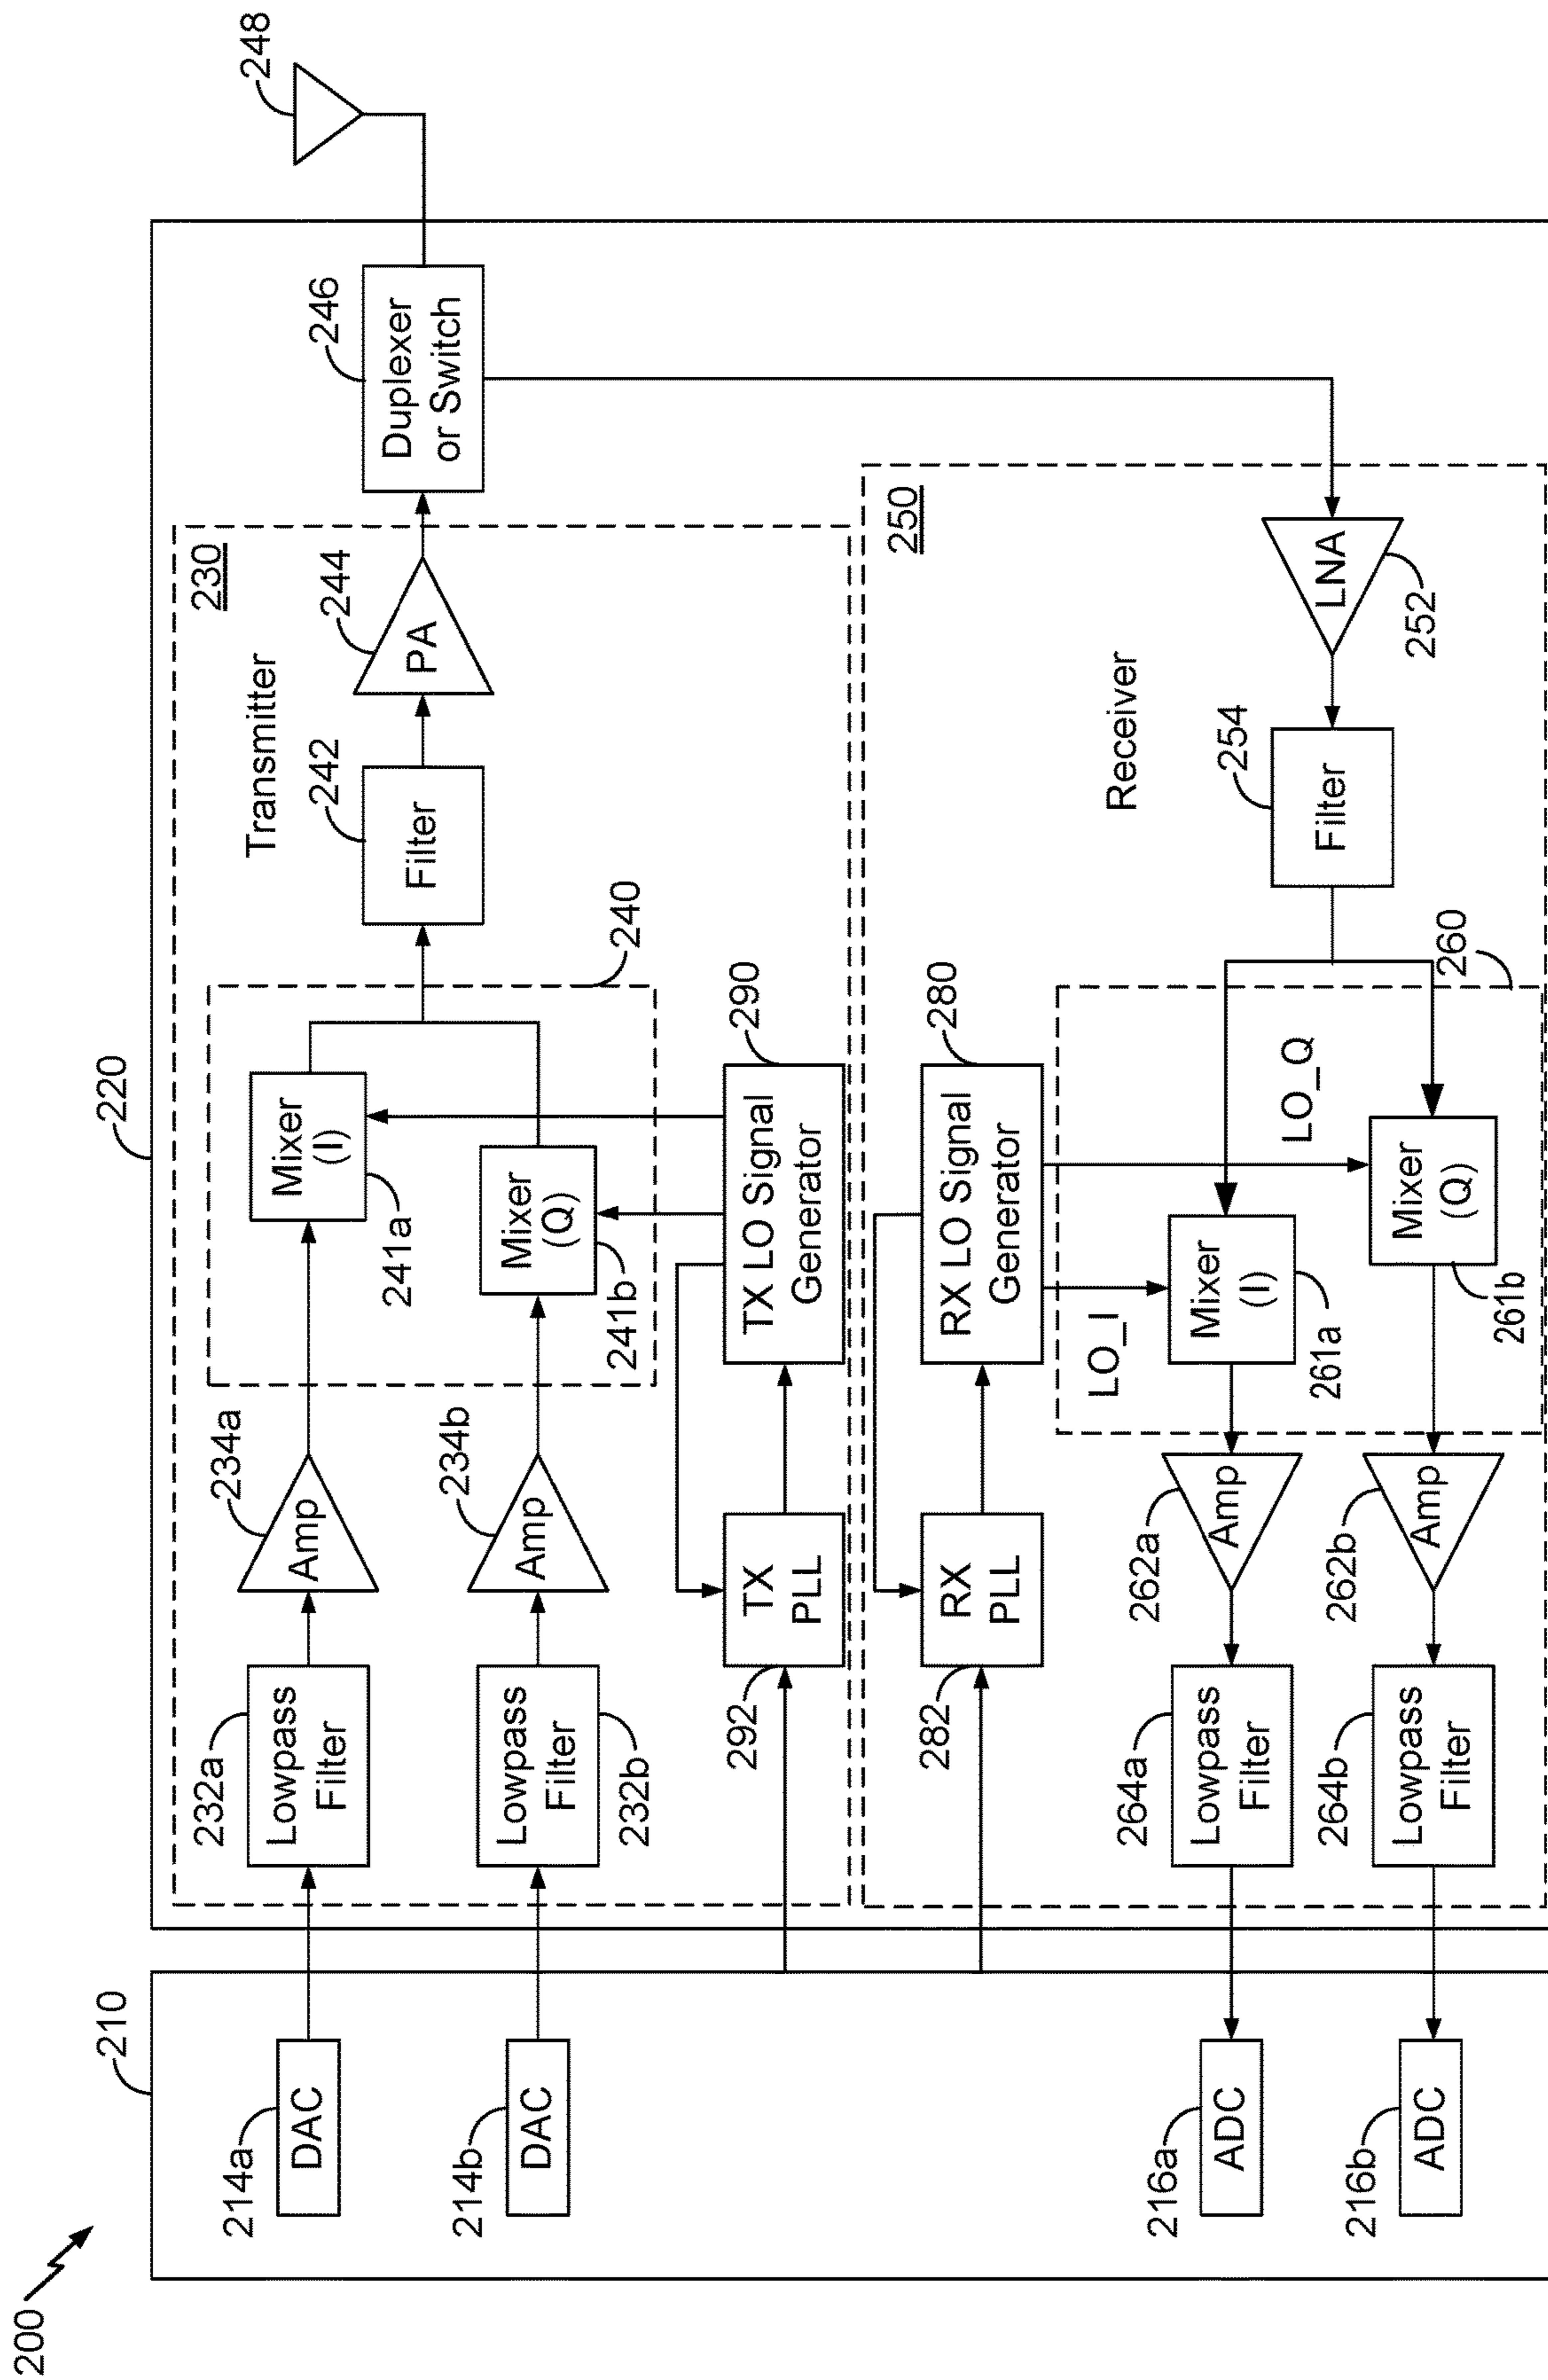 200
210
220
214a
DAC
214b
DAC
216a
ADC
216b
ADC
230
Transmitter
232a
Lowpass
Filter
234a
Amp
232b
Lowpass
Filter
234b
Amp
240
Mixer
(I)
241a
Mixer
(Q)
241b
242
Filter
244
PA
246
Duplexer
or Switch
248
292
TX
PLL
290
TX LO Signal
Generator
250
Receiver
282
RX
PLL
280
RX LO Signal
Generator
LO_I
LO_Q
260
Mixer
(I)
261a
Mixer
(Q)
261b
254
Filter
LNA
252
262a
Amp
264a
Lowpass
Filter
262b
Amp
264b
Lowpass
Filter